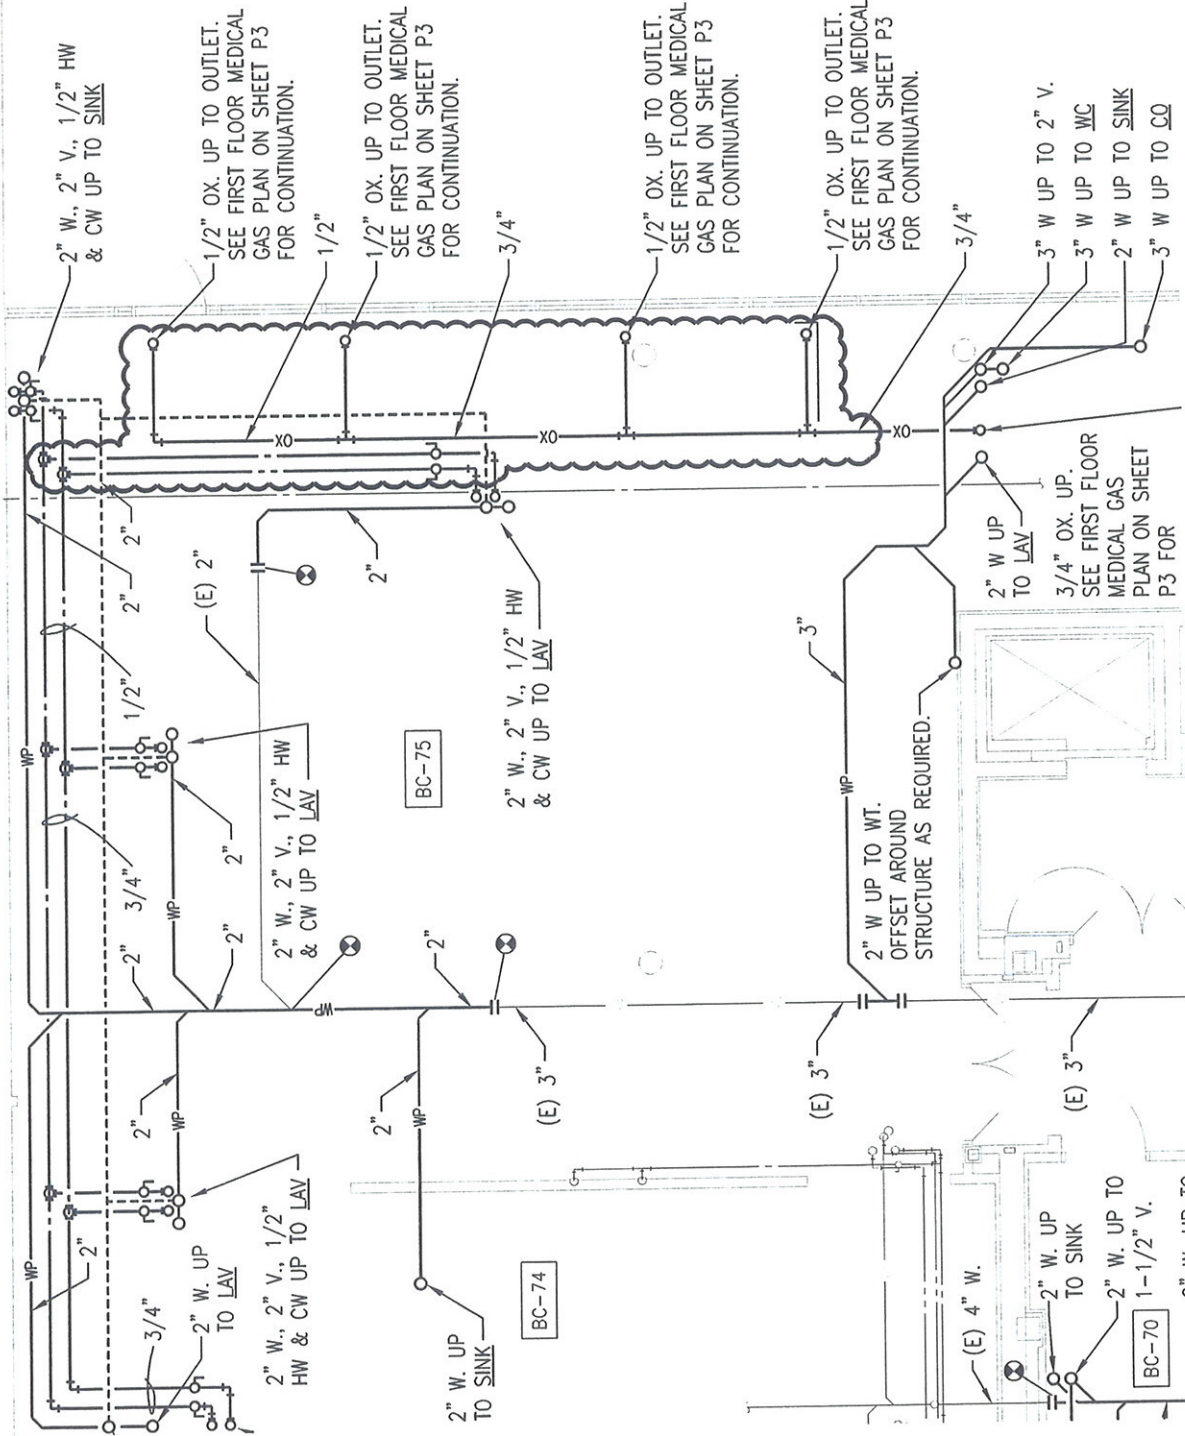 2" W., 2" V., 1/2" HW
& CW UP TO SINK
1/2" OX. UP TO OUTLET.
SEE FIRST FLOOR MEDICAL
GAS PLAN ON SHEET P3
FOR CONTINUATION.
1/2"
1/2" OX. UP TO OUTLET.
SEE FIRST FLOOR MEDICAL
GAS PLAN ON SHEET P3
FOR CONTINUATION.
3/4"
1/2" OX. UP TO OUTLET.
SEE FIRST FLOOR MEDICAL
GAS PLAN ON SHEET P3
FOR CONTINUATION.
1/2" OX. UP TO OUTLET.
SEE FIRST FLOOR MEDICAL
GAS PLAN ON SHEET P3
FOR CONTINUATION.
3/4"
3" W UP TO 2" V.
3" W UP TO WC
2" W UP TO SINK
3" W UP TO CO
OX
OX
OX
2"
2"
(E) 2"
2"
1/2"
WP
3/4"
2"
WP
2"
2"
2" W., 2" V., 1/2" HW
& CW UP TO LAV
BC-75
2" W., 2" V., 1/2" HW
& CW UP TO LAV
3"
WP
2" W UP
TO LAV
3/4" OX. UP.
SEE FIRST FLOOR
MEDICAL GAS
PLAN ON SHEET
P3 FOR
2" W UP TO WT.
OFFSET AROUND
STRUCTURE AS REQUIRED.
WP
2"
2"
WP
2"
WP
(E) 3"
(E) 3"
(E) 3"
WP
2"
3/4"
2" W. UP
TO LAV
2" W., 2" V., 1/2"
HW & CW UP TO LAV
2" W. UP
TO SINK
BC-74
(E) 4" W.
2" W. UP
TO SINK
2" W. UP TO
1-1/2" V.
BC-70